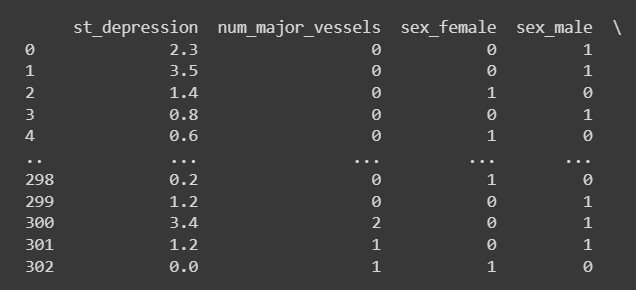 st_depression num_major_vessels sex_female sex_male \
0 2.3 0 0 1
1 3.5 0 0 1
2 1.4 0 1 0
3 0.8 0 0 1
4 0.6 0 1 0
.. ... ... ... ...
298 0.2 0 1 0
299 1.2 0 0 1
300 3.4 2 0 1
301 1.2 1 0 1
302 0.0 1 1 0